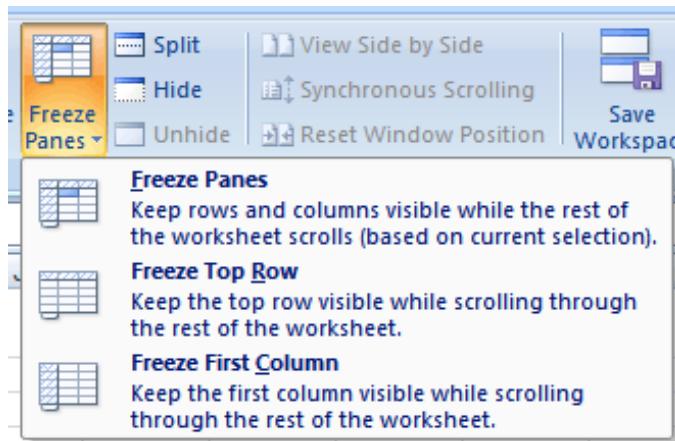 Split
View Side by Side
Hide
Synchronous Scrolling
Freeze
Panes
Unhide
Reset Window Position
Save
Workspac
Freeze Panes
Keep rows and columns visible while the rest of
the worksheet scrolls (based on current selection).
Freeze Top Row
Keep the top row visible while scrolling through
the rest of the worksheet.
Freeze First Column
Keep the first column visible while scrolling
through the rest of the worksheet.